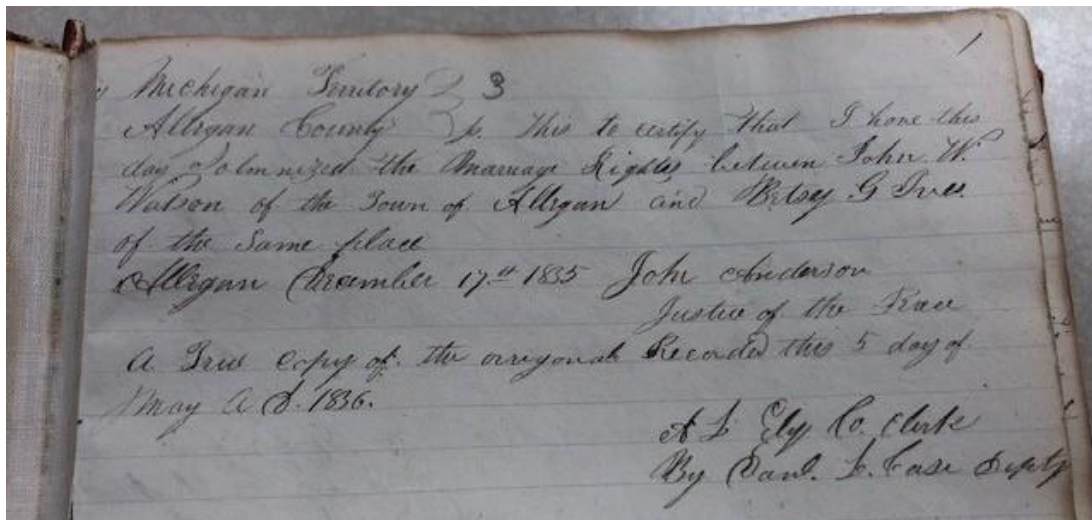 1
Michigan Territory } 3
Allegan County } ss. This to certify that I have this
day Solmnized the Marriage Rights between John W.
Watson of the Town of Allegan and Betsy G Ives
of the Same place
Allegan December 17th 1835 John Anderson
Justice of the Peace
A True Copy of the orrigonal Recorded this 5 day of
May A D. 1836.
A L Ely Co. Clerk
By Danl. L. Case Depty